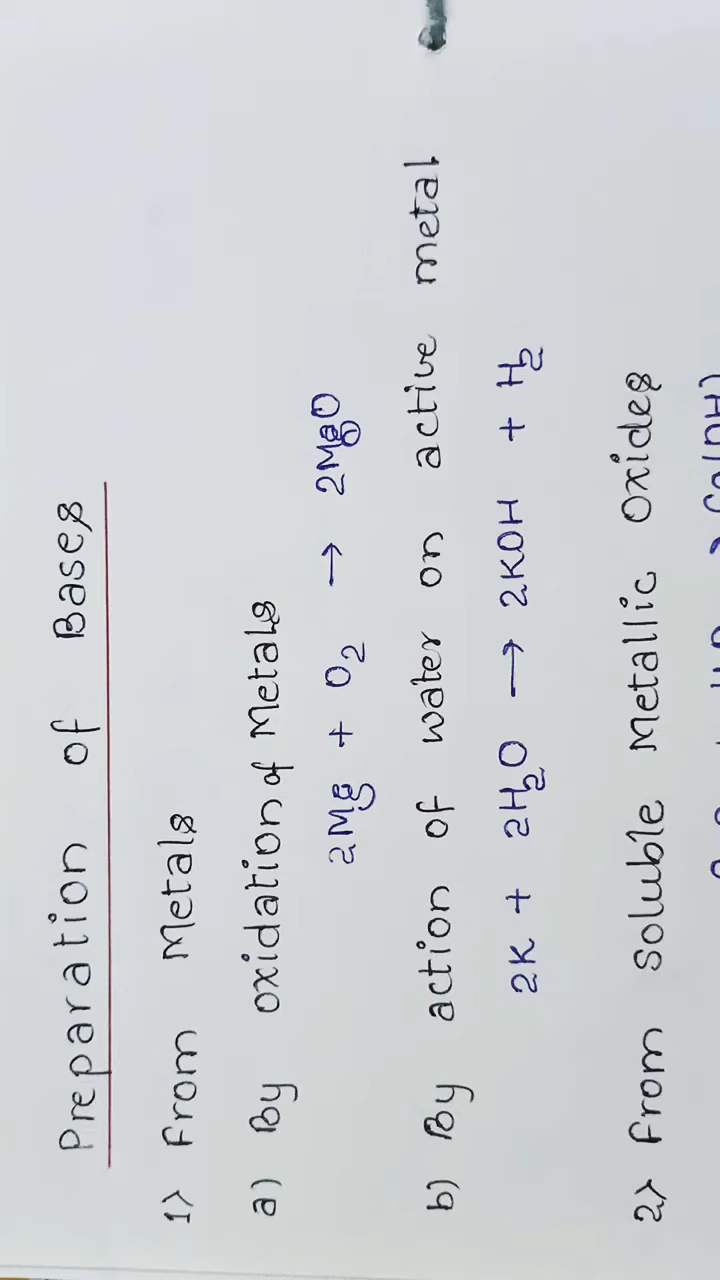 Preparation of Bases
1> From Metals
a) By oxidation of Metals
2Mg + O₂ → 2MgO
b) By action of water on active metal
2K + 2H₂O → 2KOH + H₂
2> From soluble Metallic Oxides